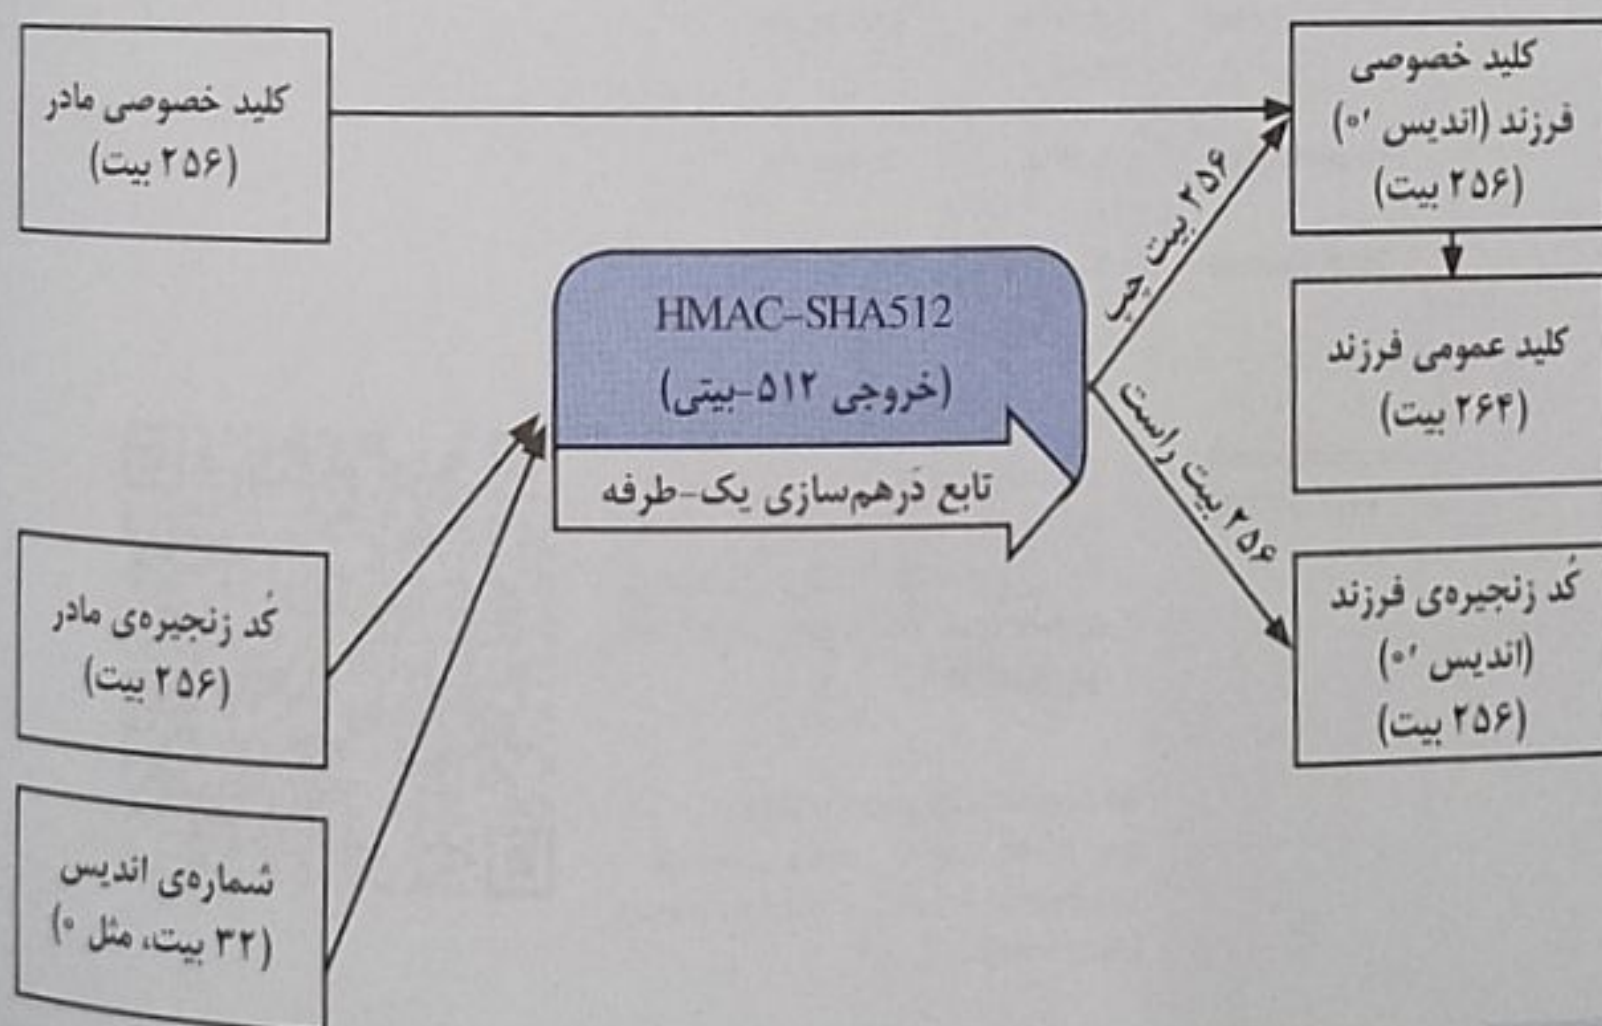 کلید خصوصی مادر
(۲۵۶ بیت)
کلید خصوصی
فرزند (اندیس ′۰)
(۲۵۶ بیت)
۲۵۶ بیت چپ
HMAC–SHA512
(خروجی ۵۱۲-بیتی)
تابع دَرهم‌سازی یک-طرفه
کلید عمومی فرزند
(۲۶۴ بیت)
۲۵۶ بیت راست
کُد زنجیره‌ی مادر
(۲۵۶ بیت)
کُد زنجیره‌ی فرزند
(اندیس ′۰)
(۲۵۶ بیت)
شماره‌ی اندیس
(۳۲ بیت، مثل ۰)